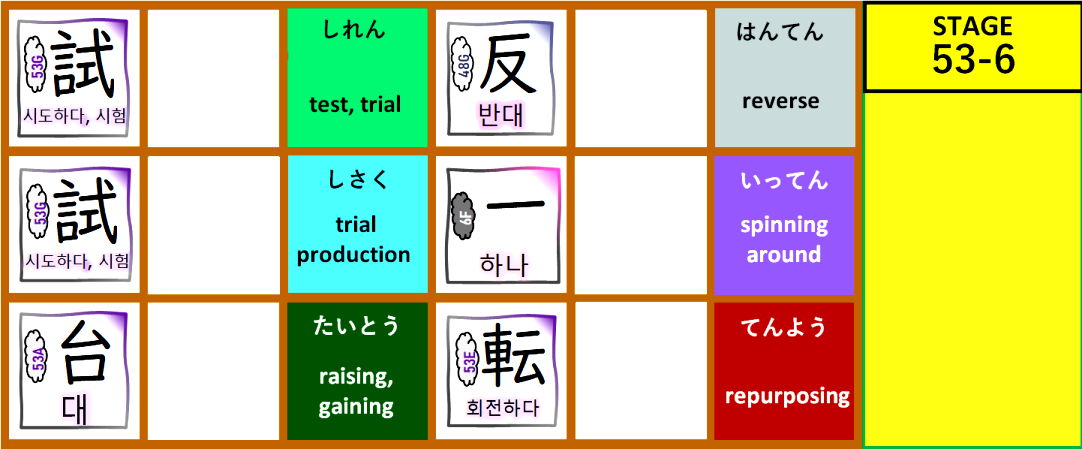 53G
試
시도하다, 시험
しれん
test, trial
48G
反
반대
はんてん
reverse
STAGE
53-6
53G
試
시도하다, 시험
しさく
trial
production
6F
一
하나
いってん
spinning
around
53A
台
대
たいとう
raising,
gaining
53E
転
회전하다
てんよう
repurposing